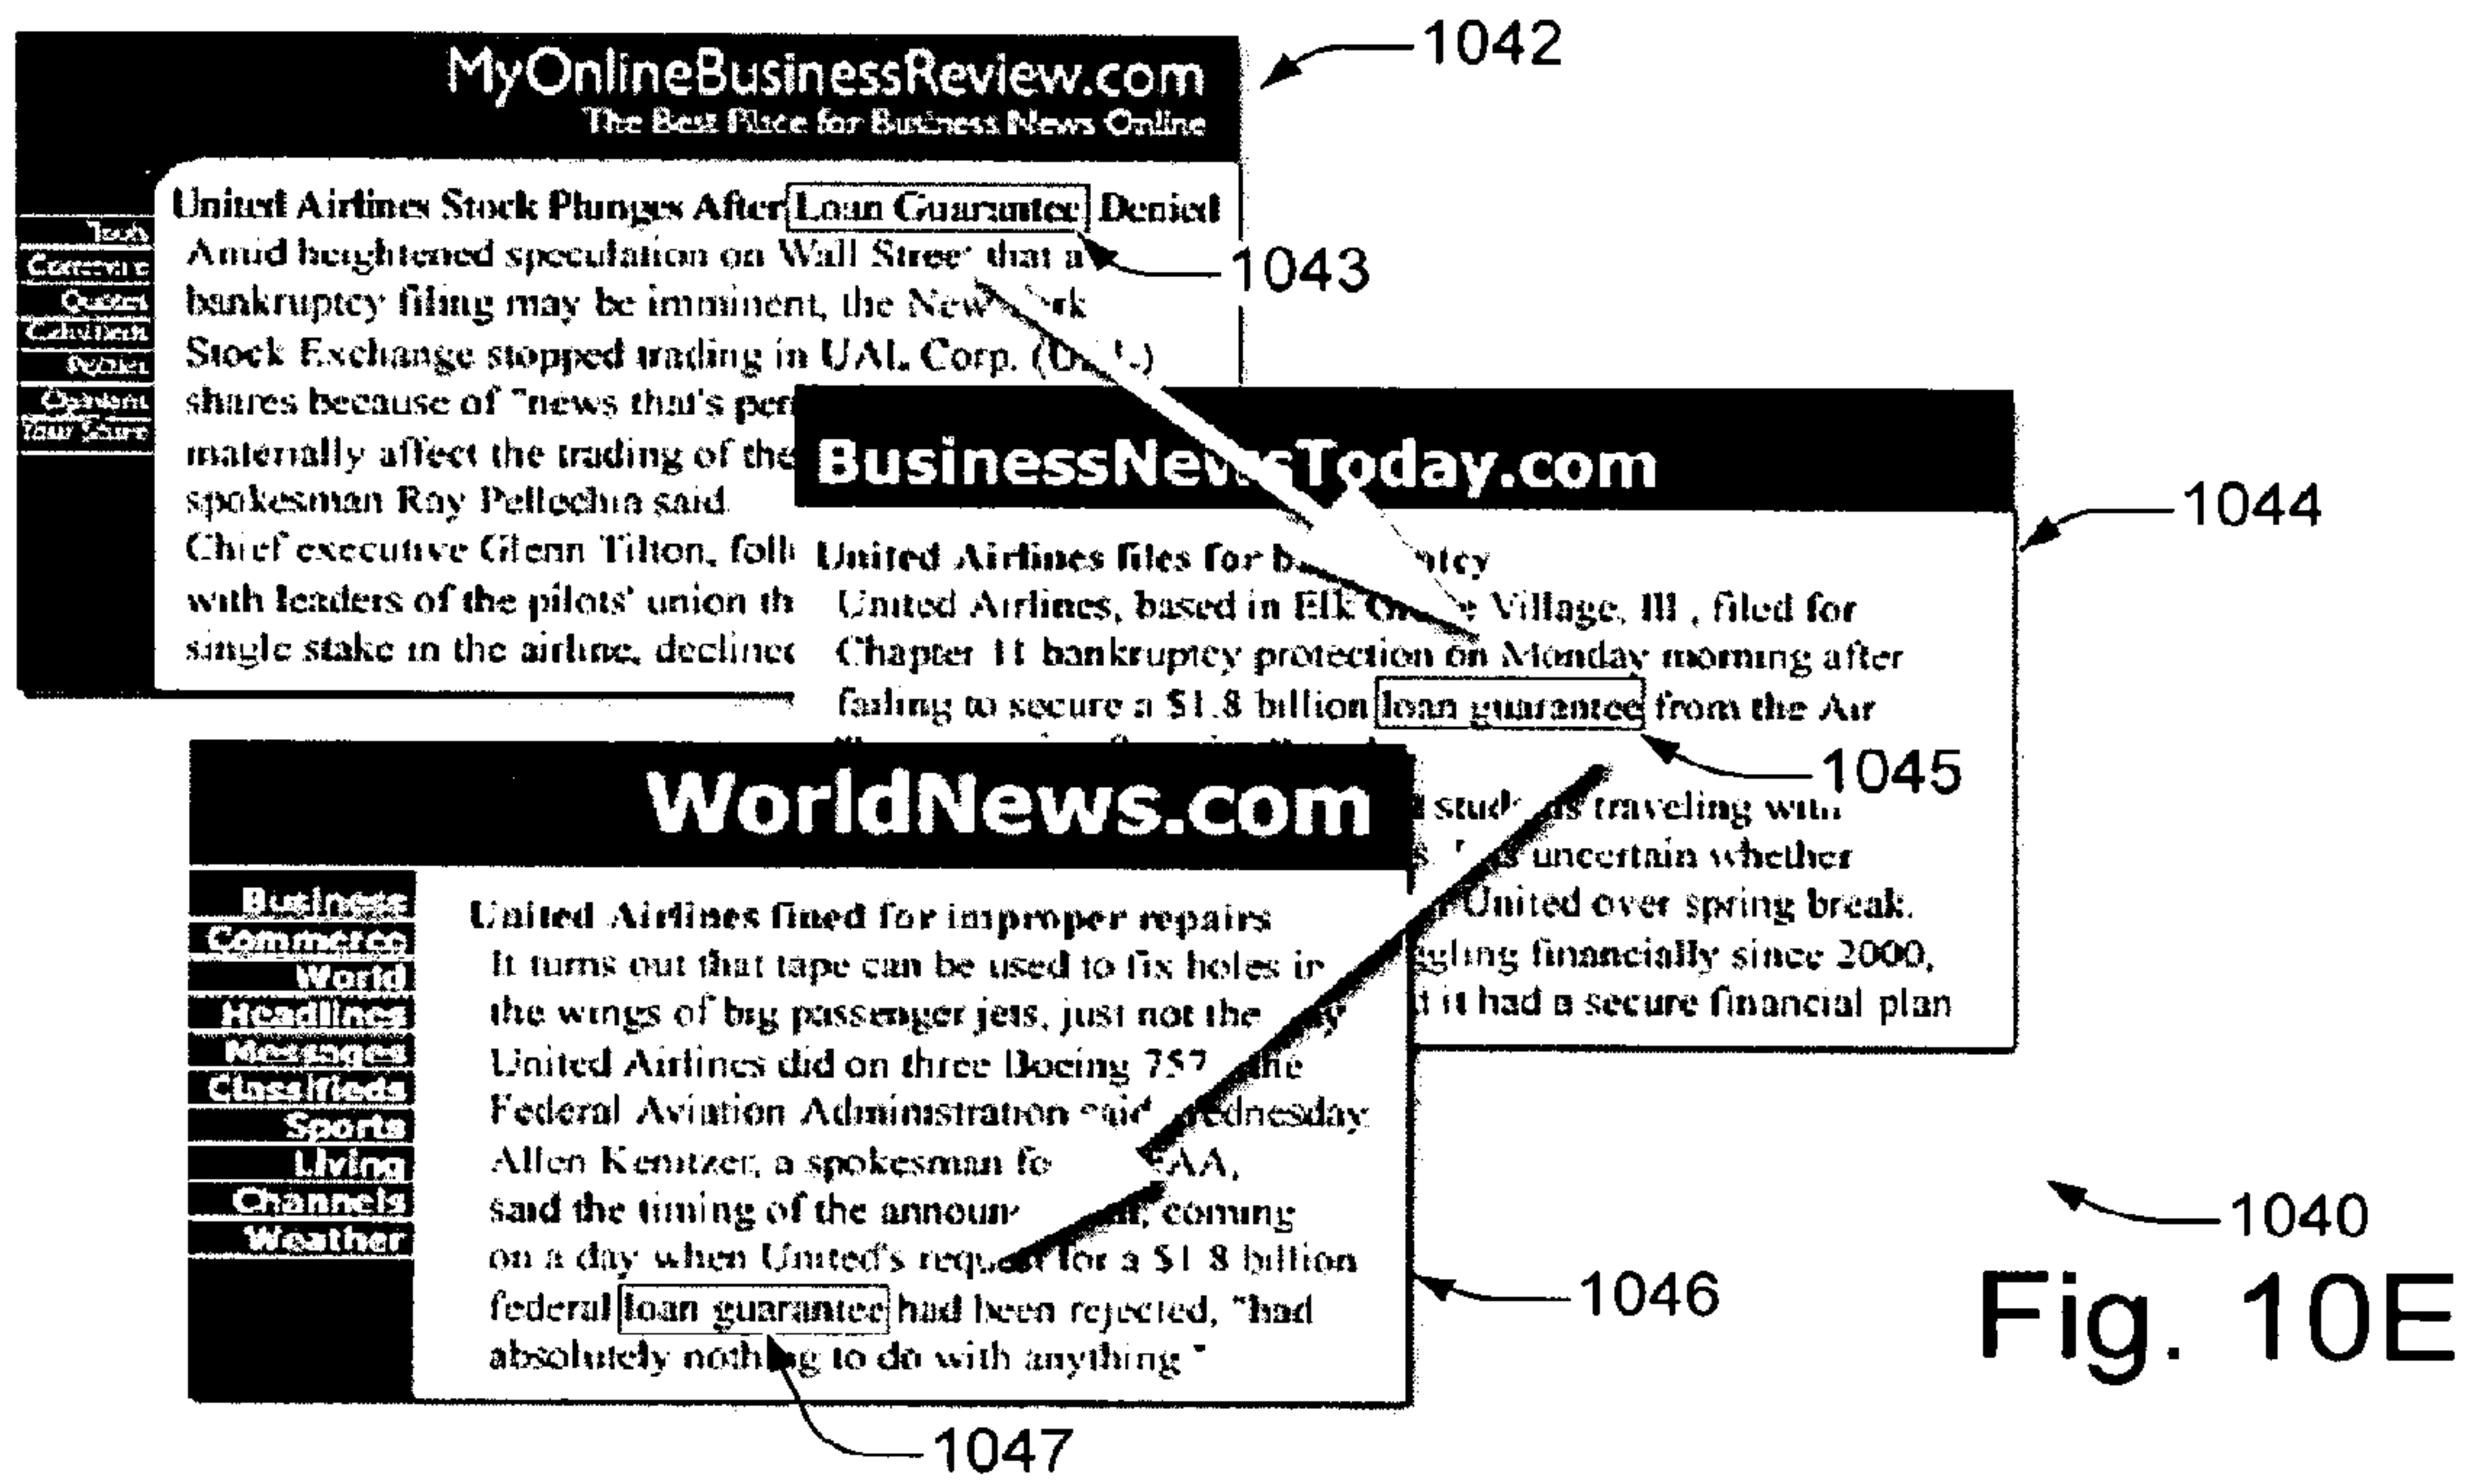 1042
MyOnlineBusinessReview.com
The Best Place for Business News Online
United Airlines Stock Plunges After Loan Guarantee Denied
Amid heightened speculation on Wall Street that a
1043
bankruptcy filing may be imminent, the New York
Stock Exchange stopped trading in UAL Corp.
shares because of "news that's
materially affect the trading of the
spokesman Ray Pellechia said
Chief executive Glenn Tilton,
with leaders of the pilots' union
single stake in the airline, declined
Tech
Quotes
Your Store
BusinessNewsToday.com
1044
United Airlines files for
United Airlines, based in Elk Village, Ill , filed for
Chapter 11 bankruptcy protection on Monday morning after
failing to secure a $1.8 billion loan guarantee from the Air
1045
traveling with
uncertain whether
United over spring break.
financially since 2000,
it had a secure financial plan
WorldNews.com
Business
Commerce
World
Headlines
Messages
Classifieds
Sports
Living
Channels
Weather
United Airlines fined for improper repairs
It turns out that tape can be used to fix holes in
the wings of big passenger jets, just not the
United Airlines did on three Boeing 757 the
Federal Aviation Administration said Wednesday
Allen Kenitzer, a spokesman FAA,
said the timing of the coming
on a day when United's request for a $1 8 billion
federal loan guarantee had been rejected, "had
absolutely nothing to do with anything "
1046
1047
1040
Fig. 10E